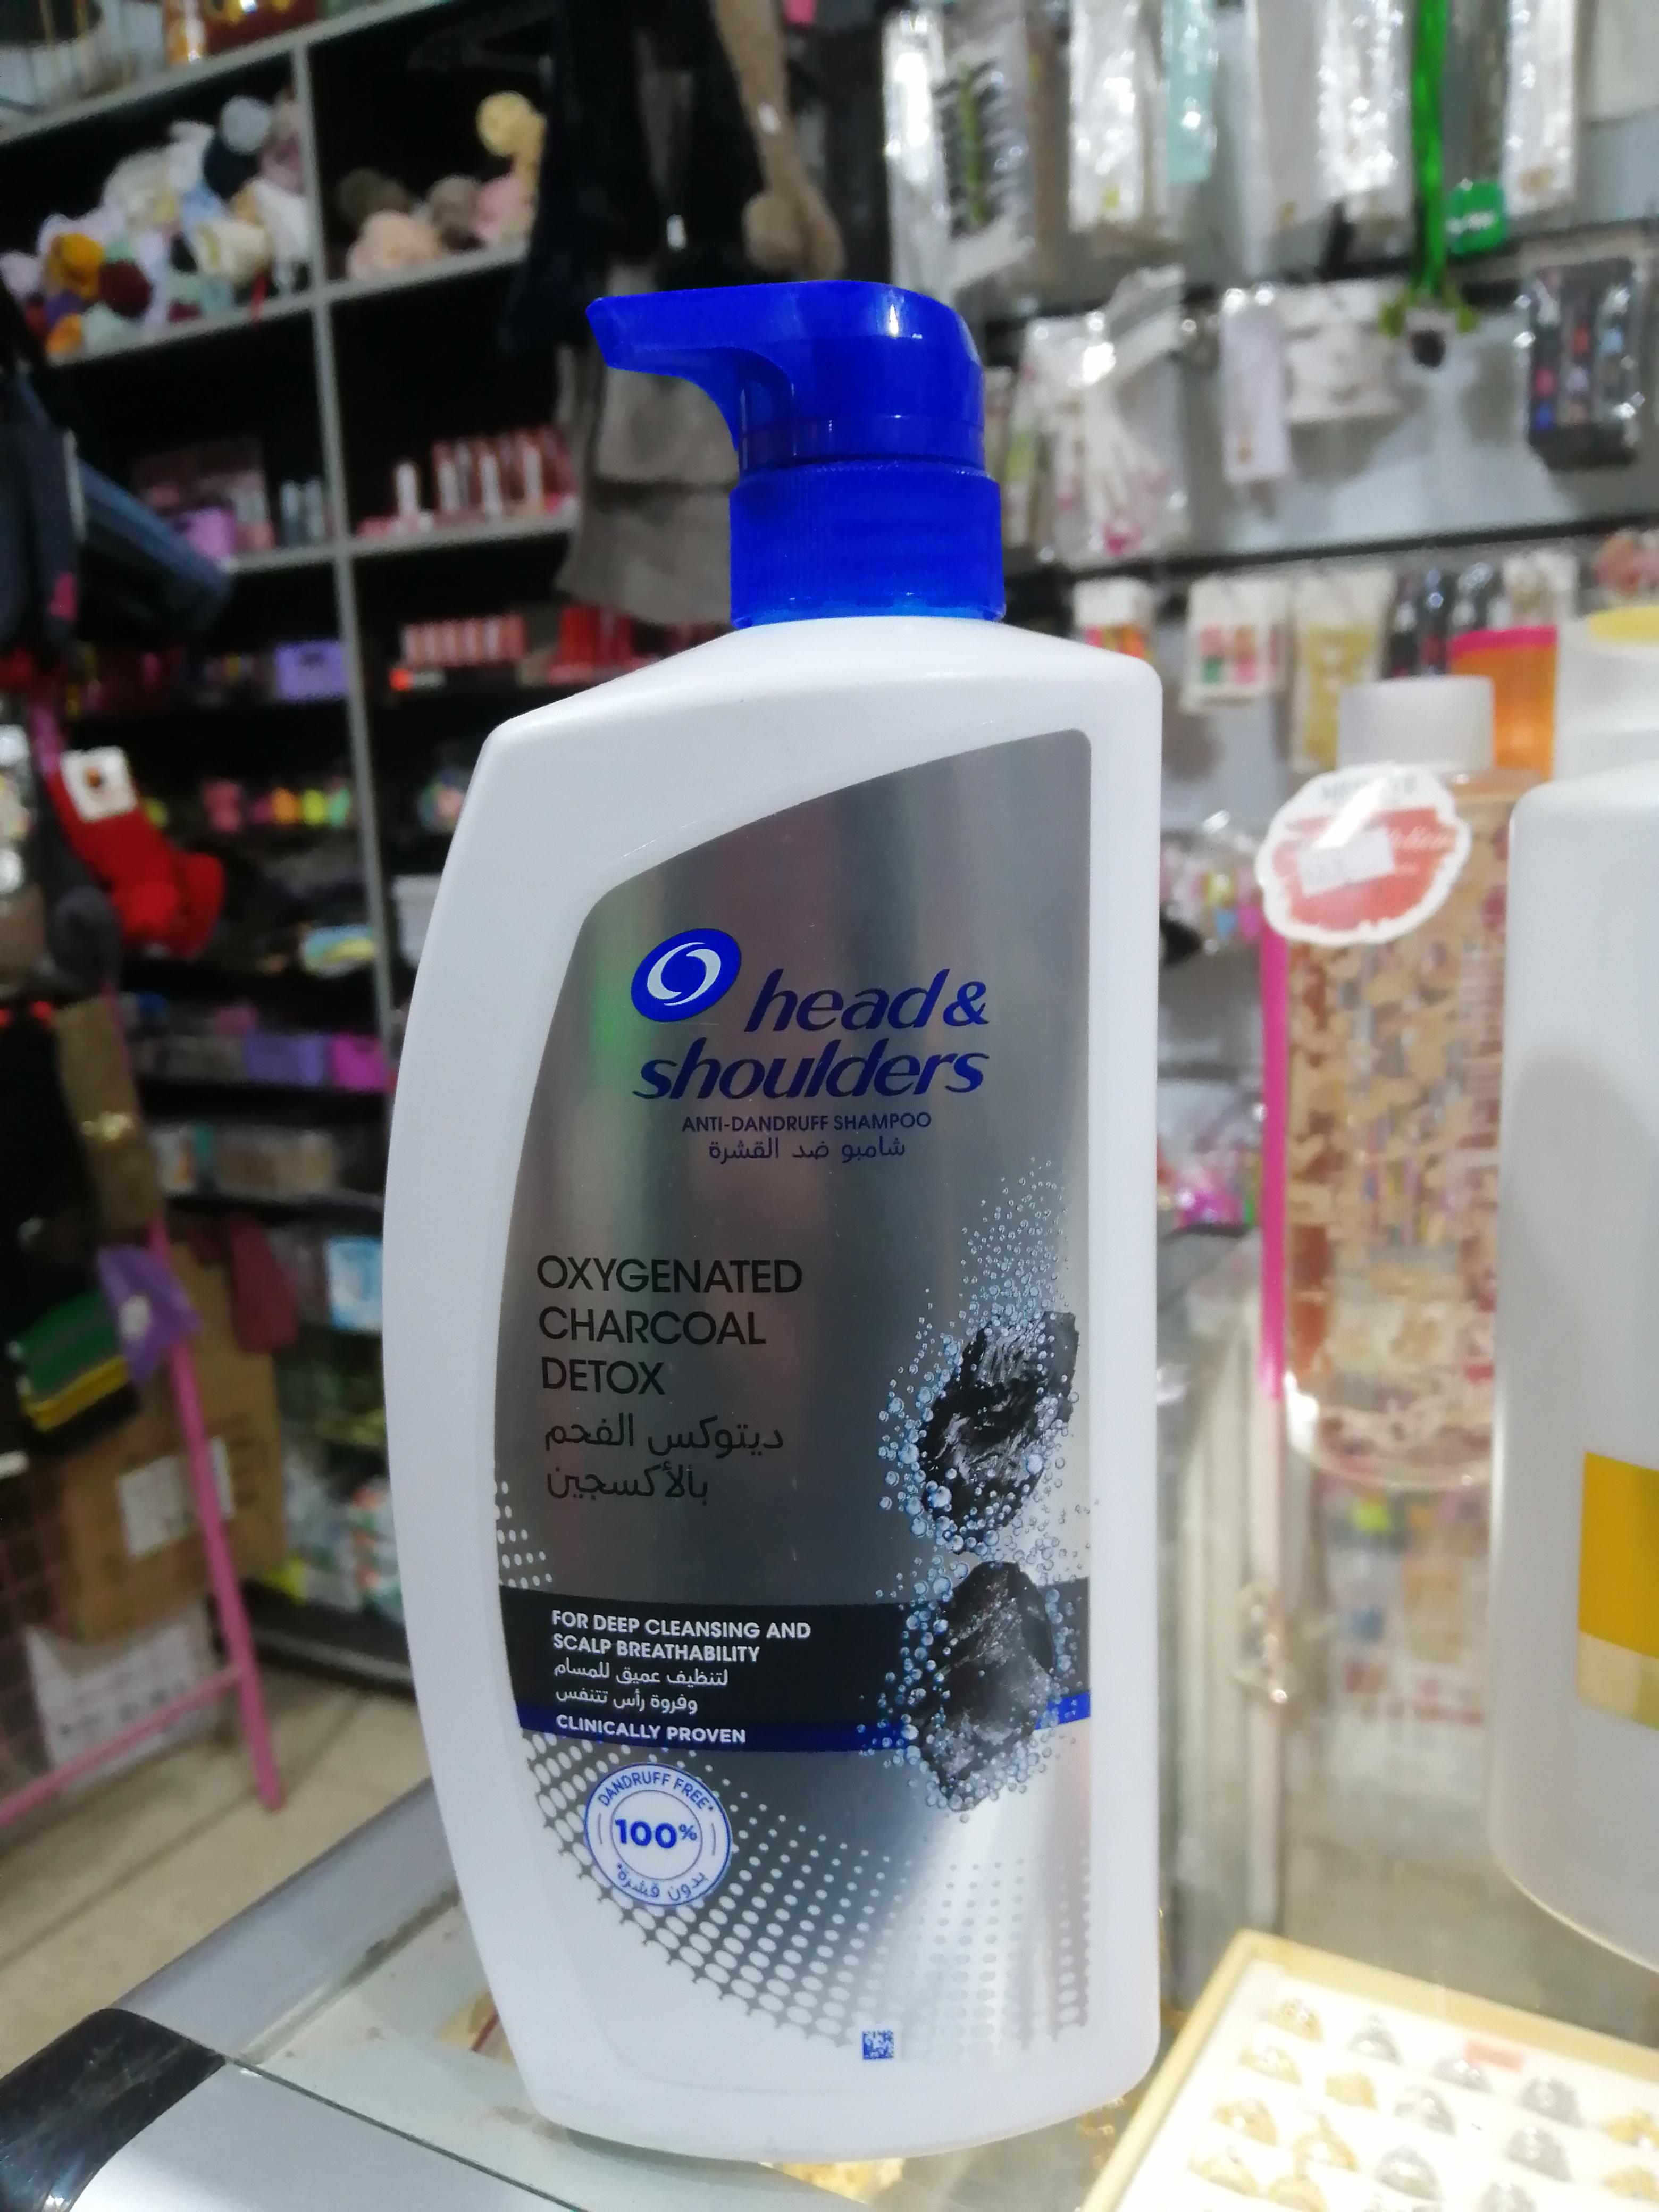 head &
shoulders
ANTI-DANDRUFF SHAMPOO
شامبو ضد القشرة
OXYGENATED
CHARCOAL
DETOX
ديتوكس الفحم
بالأكسجين
FOR DEEP CLEANSING AND
SCALP BREATHABILITY
لتنظيف عميق للمسام
وفروة رأس تتنفس
CLINICALLY PROVEN
DANDRUFF FREE*
100%
بدون قشرة*